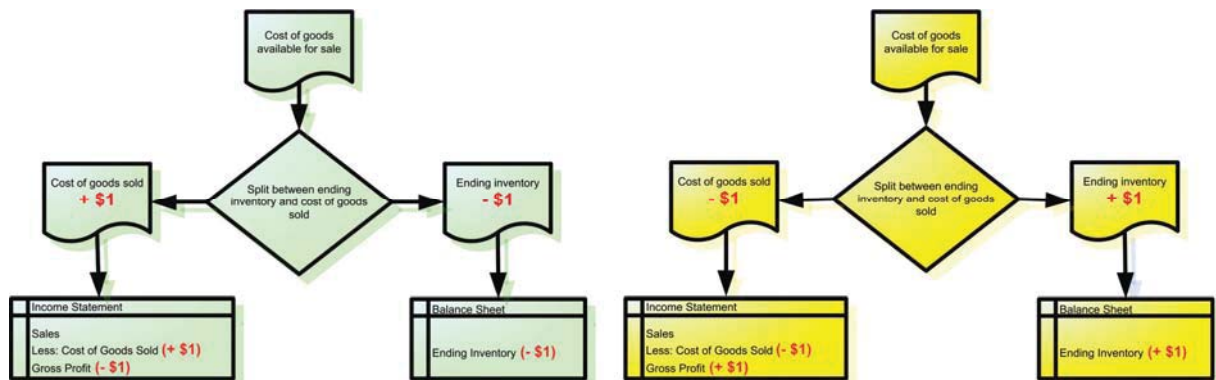 Cost of goods
available for sale
Split between ending
inventory and cost of goods
sold
Cost of goods sold
+ $1
Ending inventory
- $1
Income Statement
Sales
Less: Cost of Goods Sold (+ $1)
Gross Profit (- $1)
Balance Sheet
Ending Inventory (- $1)
Cost of goods
available for sale
Split between ending
inventory and cost of goods
sold
Cost of goods sold
- $1
Ending inventory
+ $1
Income Statement
Sales
Less: Cost of Goods Sold (- $1)
Gross Profit (+ $1)
Balance Sheet
Ending Inventory (+ $1)